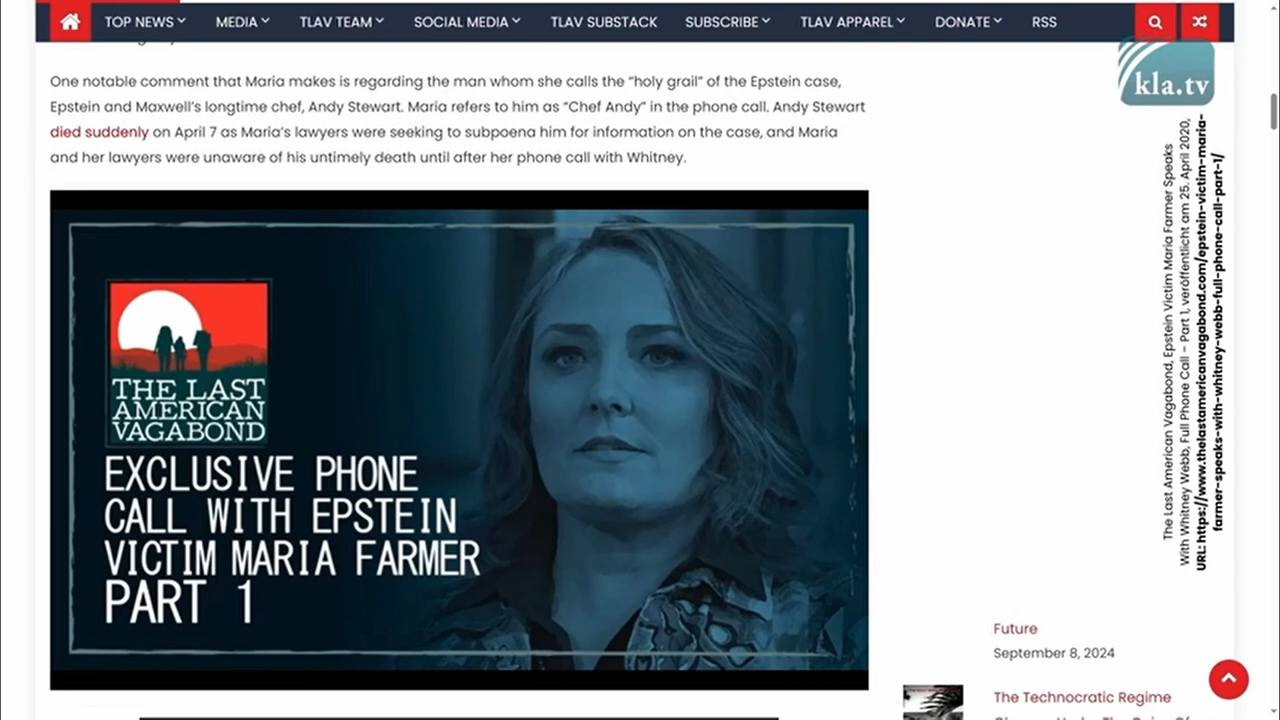 TOP NEWS
MEDIA
TLAV TEAM
SOCIAL MEDIA
TLAV SUBSTACK
SUBSCRIBE
TLAV APPAREL
DONATE
RSS
kla.tv
One notable comment that Maria makes is regarding the man whom she calls the “holy grail” of the Epstein case,
Epstein and Maxwell’s longtime chef, Andy Stewart. Maria refers to him as “Chef Andy” in the phone call. Andy Stewart
died suddenly on April 7 as Maria’s lawyers were seeking to subpoena him for information on the case, and Maria
and her lawyers were unaware of his untimely death until after her phone call with Whitney.
THE LAST
AMERICAN
VAGABOND
EXCLUSIVE PHONE
CALL WITH EPSTEIN
VICTIM MARIA FARMER
PART 1
The Last American Vagabond, Epstein Victim Maria Farmer Speaks
With Whitney Webb, Full Phone Call – Part 1, veröffentlicht am 25. April 2020,
URL: https://www.thelastamericanvagabond.com/epstein-victim-maria-
farmer-speaks-with-whitney-webb-full-phone-call-part-1/
Future
September 8, 2024
The Technocratic Regime